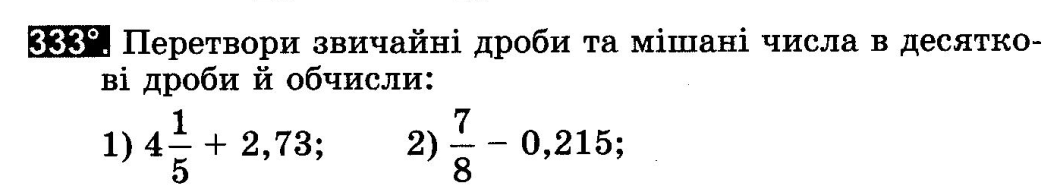 333°. Перетвори звичайні дроби та мішані числа в десятко-
ві дроби й обчисли:
1) 4 1/5 + 2,73; 2) 7/8 − 0,215;